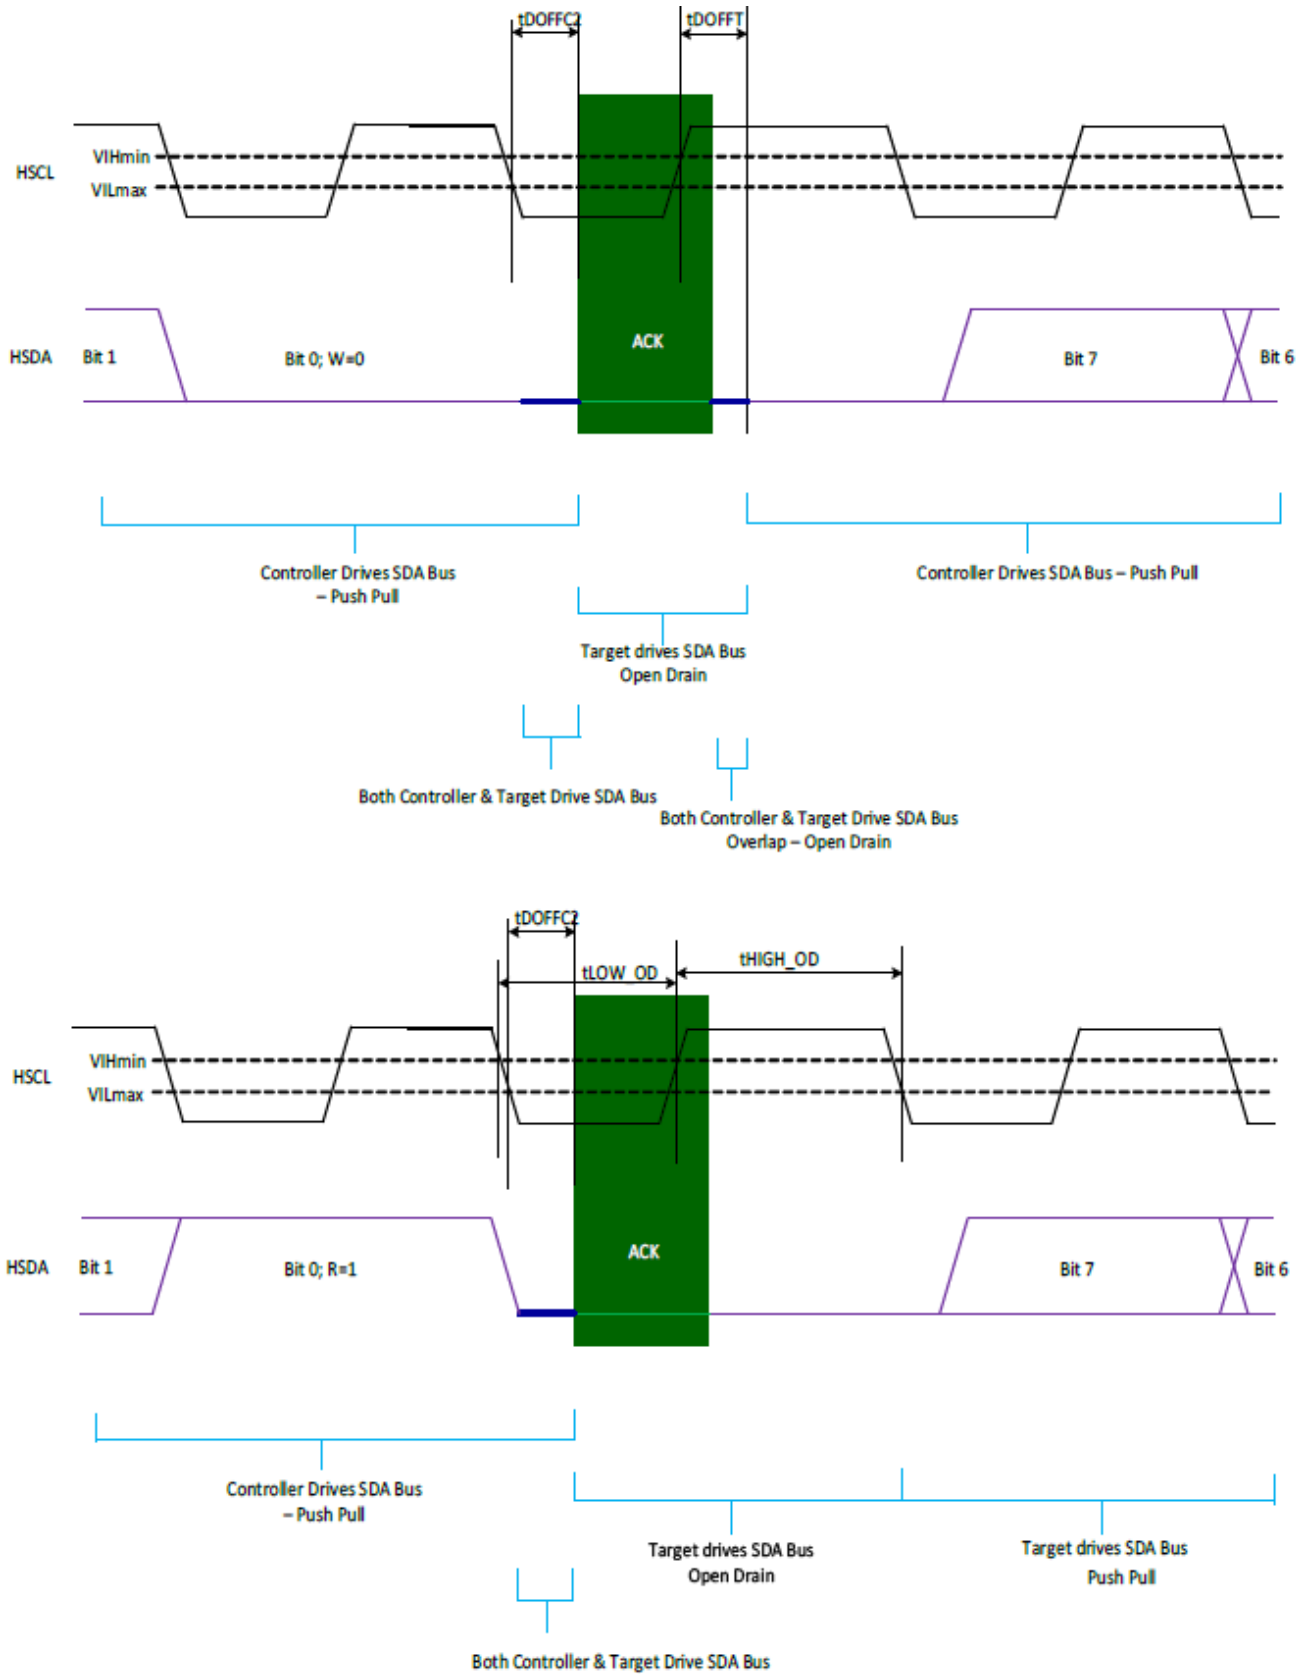 tDOFFC2
tDOFFT
VIHmin
HSCL
VILmax
ACK
HSDA
Bit 1
Bit 0; W=0
Bit 7
Bit 6
Controller Drives SDA Bus
– Push Pull
Controller Drives SDA Bus – Push Pull
Target drives SDA Bus
Open Drain
Both Controller & Target Drive SDA Bus
Both Controller & Target Drive SDA Bus
Overlap – Open Drain
tDOFFC2
tLOW_OD
tHIGH_OD
VIHmin
HSCL
VILmax
ACK
HSDA
Bit 1
Bit 0; R=1
Bit 7
Bit 6
Controller Drives SDA Bus
– Push Pull
Target drives SDA Bus
Open Drain
Target drives SDA Bus
Push Pull
Both Controller & Target Drive SDA Bus